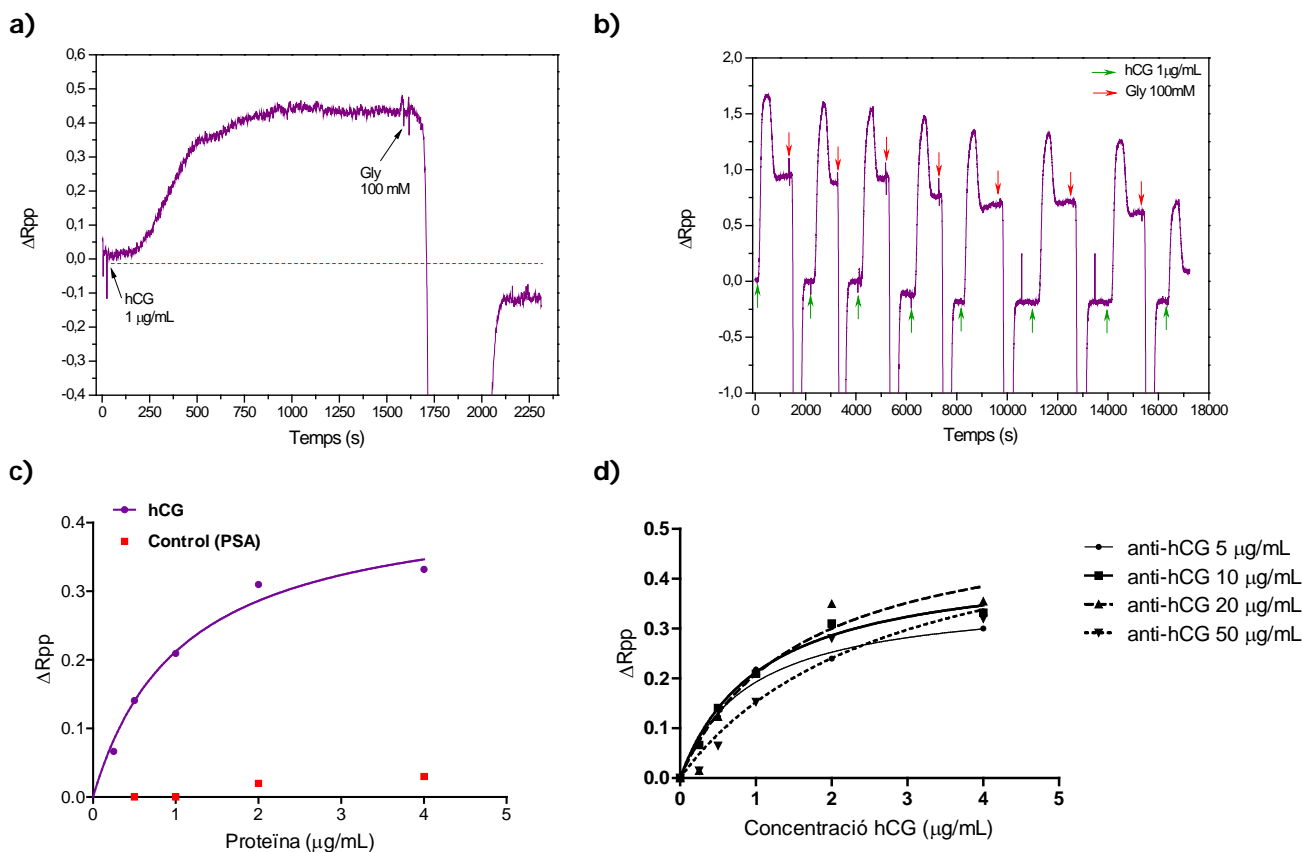 a)
0,6
0,5
0,4
0,3
0,2
0,1
0,0
-0,1
-0,2
-0,3
-0,4
ΔRpp
hCG
1 μg/mL
Gly
100 mM
0 250 500 750 1000 1250 1500 1750 2000 2250
Temps (s)
b)
2,0
1,5
1,0
0,5
0,0
-0,5
-1,0
ΔRpp
hCG 1μg/mL
Gly 100mM
0 2000 4000 6000 8000 10000 12000 14000 16000 18000
Temps (s)
c)
hCG
Control (PSA)
0.4
0.3
0.2
0.1
0.0
ΔRpp
0 1 2 3 4 5
Proteïna (μg/mL)
d)
0.5
0.4
0.3
0.2
0.1
0.0
ΔRpp
0 1 2 3 4 5
Concentració hCG (μg/mL)
anti-hCG 5 μg/mL
anti-hCG 10 μg/mL
anti-hCG 20 μg/mL
anti-hCG 50 μg/mL